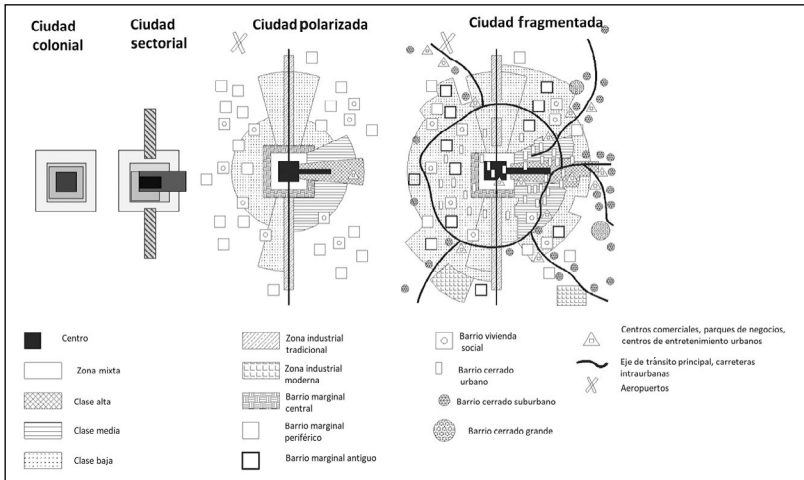 Ciudad
colonial
Ciudad
sectorial
Ciudad polarizada
Ciudad fragmentada
Centro
Zona mixta
Clase alta
Clase media
Clase baja
Zona industrial
tradicional
Zona industrial
moderna
Barrio marginal
central
Barrio marginal
periférico
Barrio marginal antiguo
Barrio vivienda
social
Barrio cerrado
urbano
Barrio cerrado suburbano
Barrio cerrado grande
Centros comerciales, parques de negocios,
centros de entretenimiento urbanos
Eje de tránsito principal, carreteras
intraurbanas
Aeropuertos